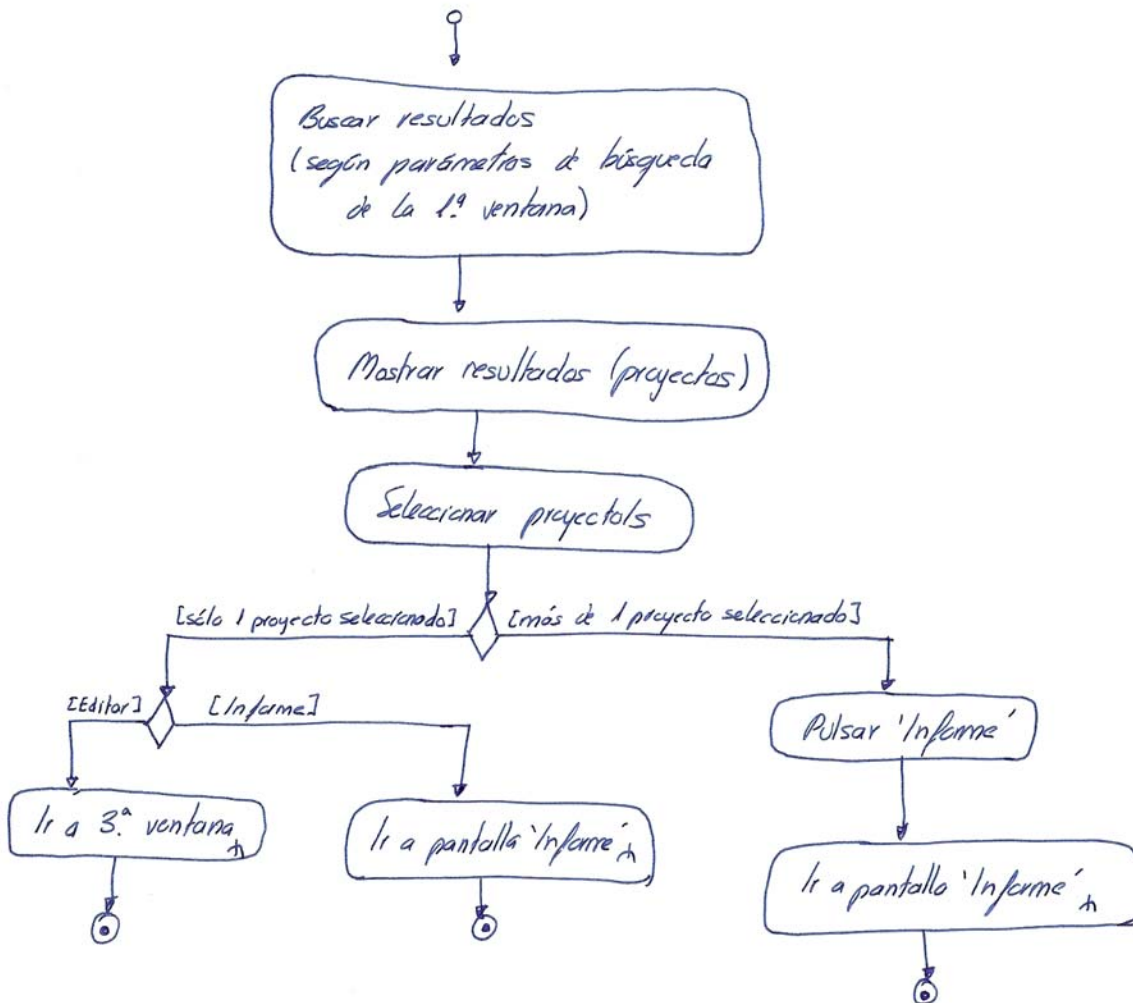 Buscar resultados
(según parámetros de búsqueda
de la 1.ª ventana)
Mostrar resultados (proyectos)
Seleccionar proyecto/s
[sólo 1 proyecto seleccionado]
[más de 1 proyecto seleccionado]
[Editor]
[Informe]
Pulsar 'Informe'
Ir a 3.ª ventana
Ir a pantalla 'Informe'
Ir a pantalla 'Informe'